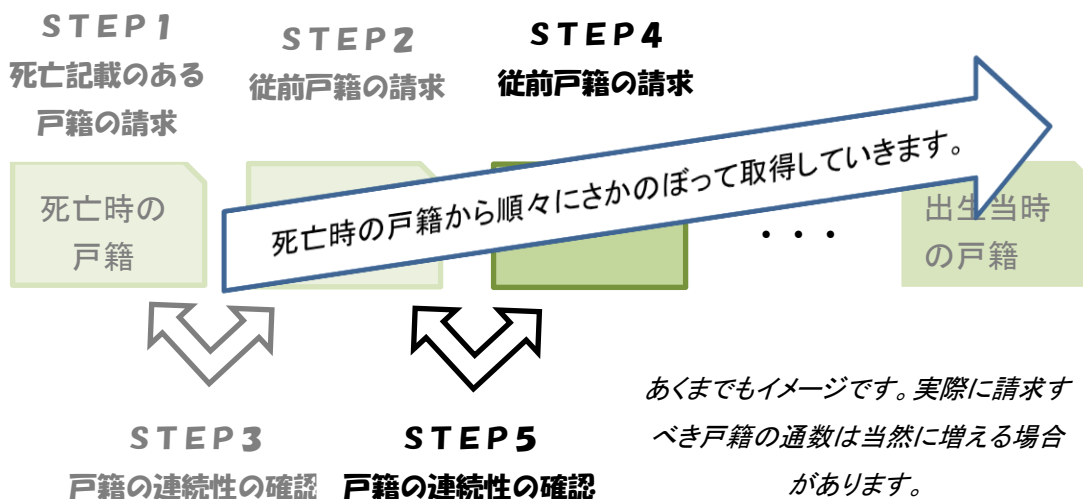 STEP1
死亡記載のある
戸籍の請求
STEP2
従前戸籍の請求
STEP4
従前戸籍の請求
死亡時の
戸籍
死亡時の戸籍から順々にさかのぼって取得していきます。
・・・
出生当時
の戸籍
STEP3
戸籍の連続性の確認
STEP5
戸籍の連続性の確認
あくまでもイメージです。実際に請求す
べき戸籍の通数は当然に増える場合
があります。